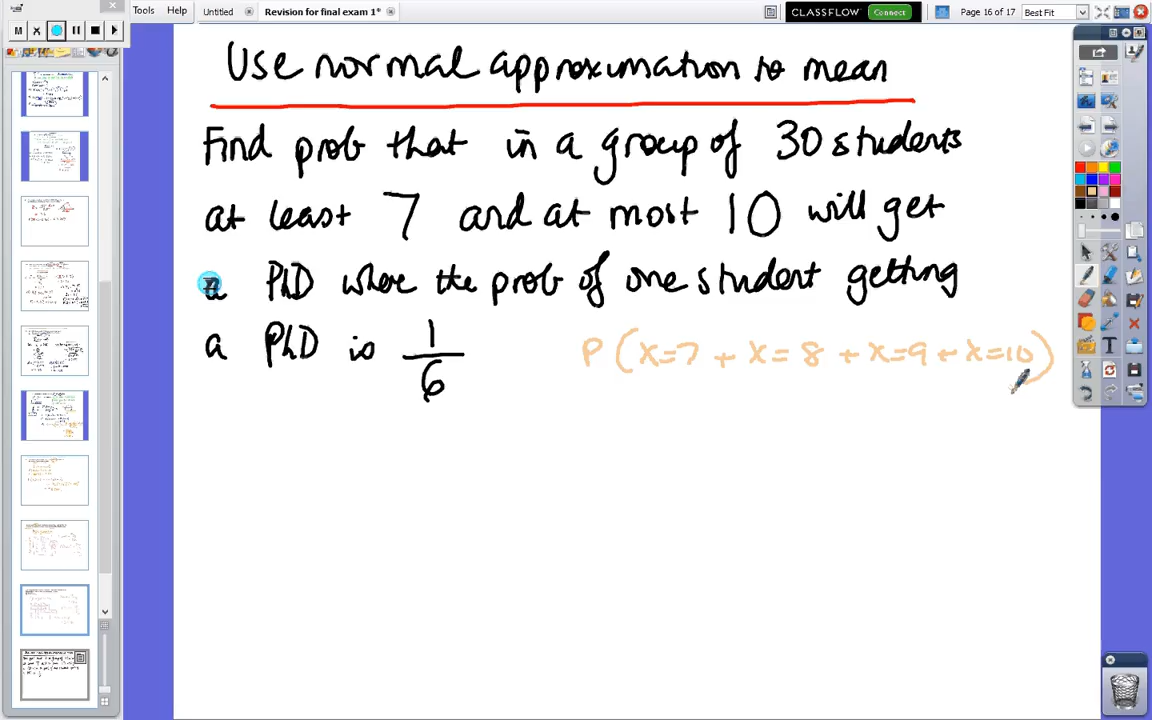 Tools Help Untitled Revision for final exam 1* CLASSFLOW Connect Page 16 of 17 Best Fit
M
Use normal approximation to mean
Find prob that in a group of 30 students
at least 7 and at most 10 will get
a PhD where the prob of one student getting
a PhD is 1/6 P(X=7 + X=8 + X=9 + X=10)